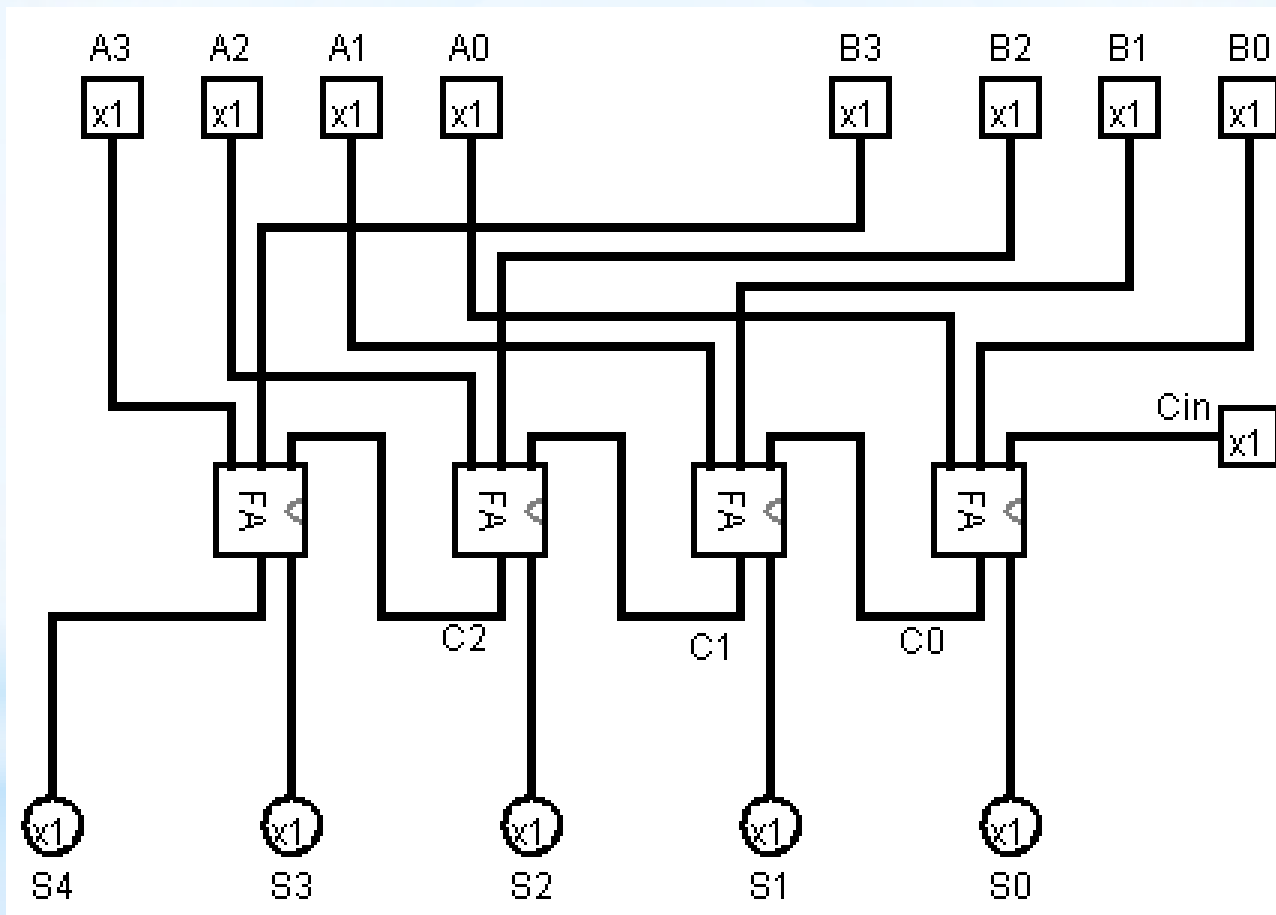 A3 A2 A1 A0 B3 B2 B1 B0
x1 x1 x1 x1 x1 x1 x1 x1
Cin
x1
FA FA FA FA
C2 C1 C0
x1 x1 x1 x1 x1
S4 S3 S2 S1 S0